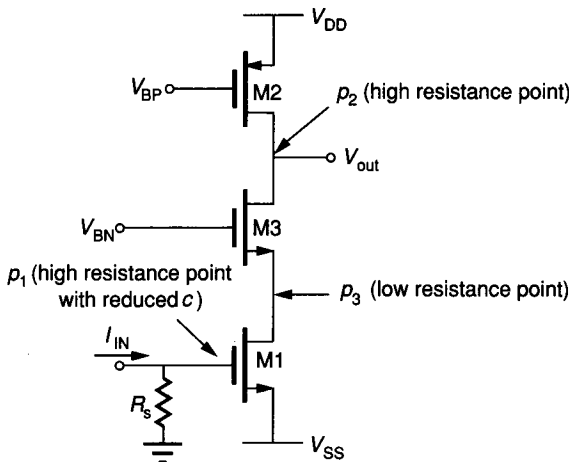 V_DD
V_BP
M2
p_2 (high resistance point)
V_out
V_BN
M3
p_1 (high resistance point
with reduced c)
p_3 (low resistance point)
I_IN
M1
R_s
V_SS